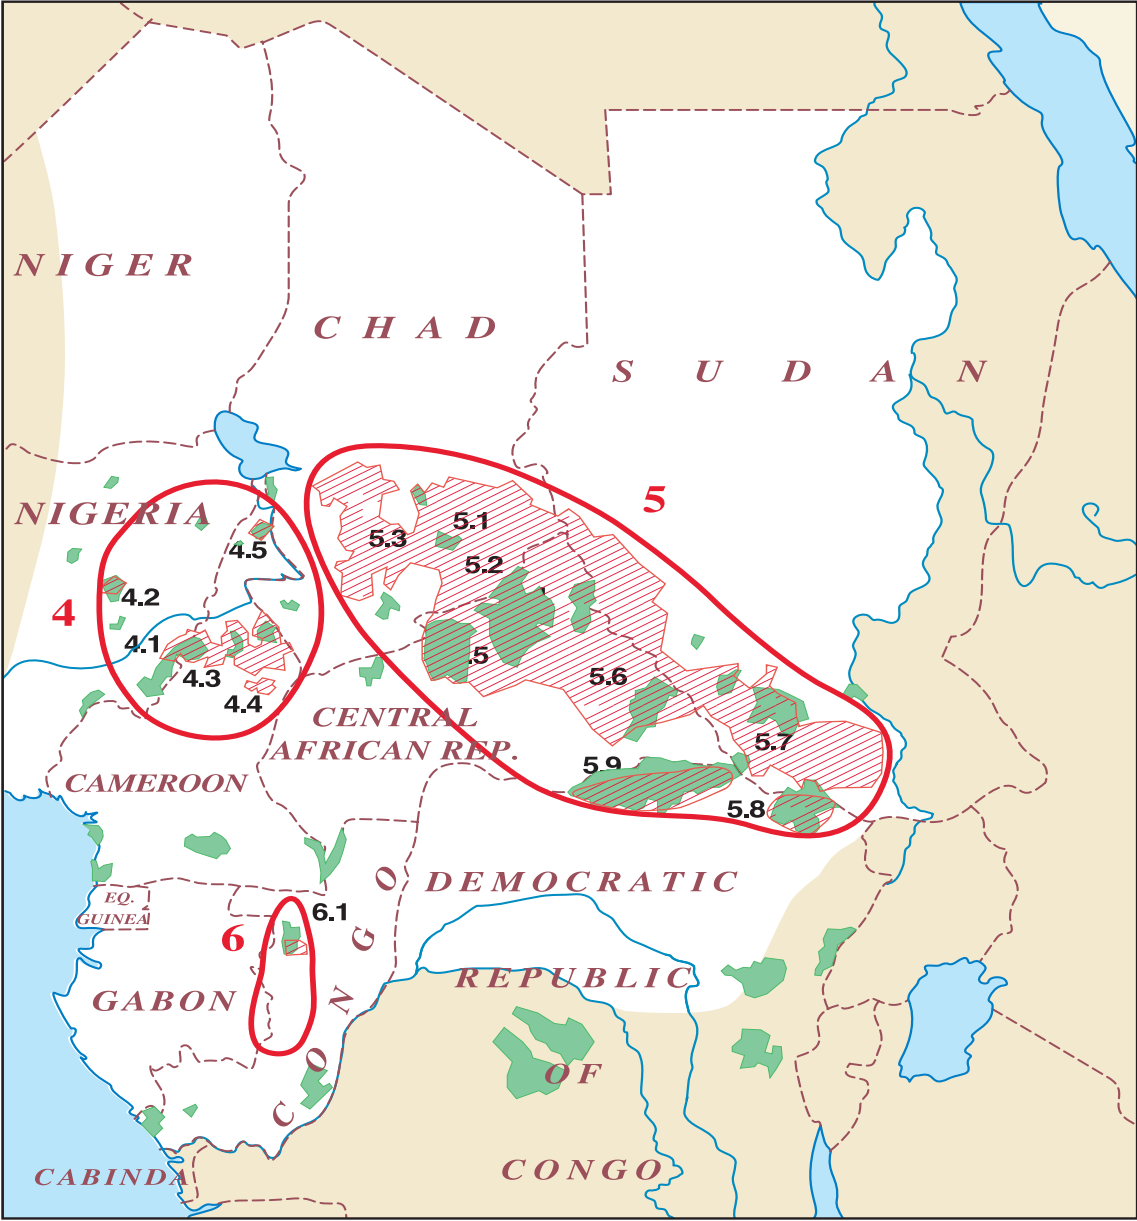 NIGER
CHAD
SUDAN
NIGERIA
5
5.1
5.3
5.2
4.5
4.2
4
4.1
4.3
4.4
.5
5.6
CENTRAL
AFRICAN REP.
5.7
5.9
5.8
CAMEROON
DEMOCRATIC
EQ.
GUINEA
6.1
6
CONGO
REPUBLIC
GABON
OF
CONGO
CABINDA